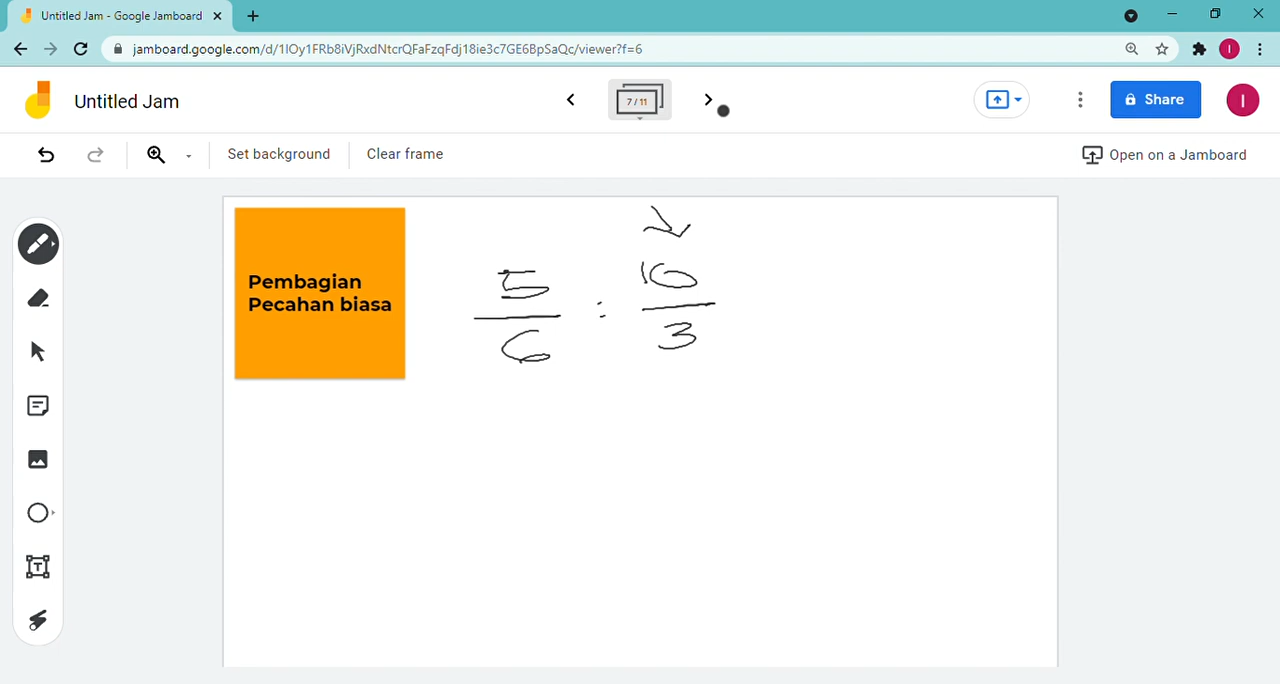 Untitled Jam - Google Jamboard
jamboard.google.com/d/1IOy1FRb8iVjRxdNtcrQFaFzqFdj18ie3c7GE6BpSaQc/viewer?f=6
I
Untitled Jam
7 / 11
Share
I
Set background
Clear frame
Open on a Jamboard
Pembagian
Pecahan biasa
5 : 10
6 3
T